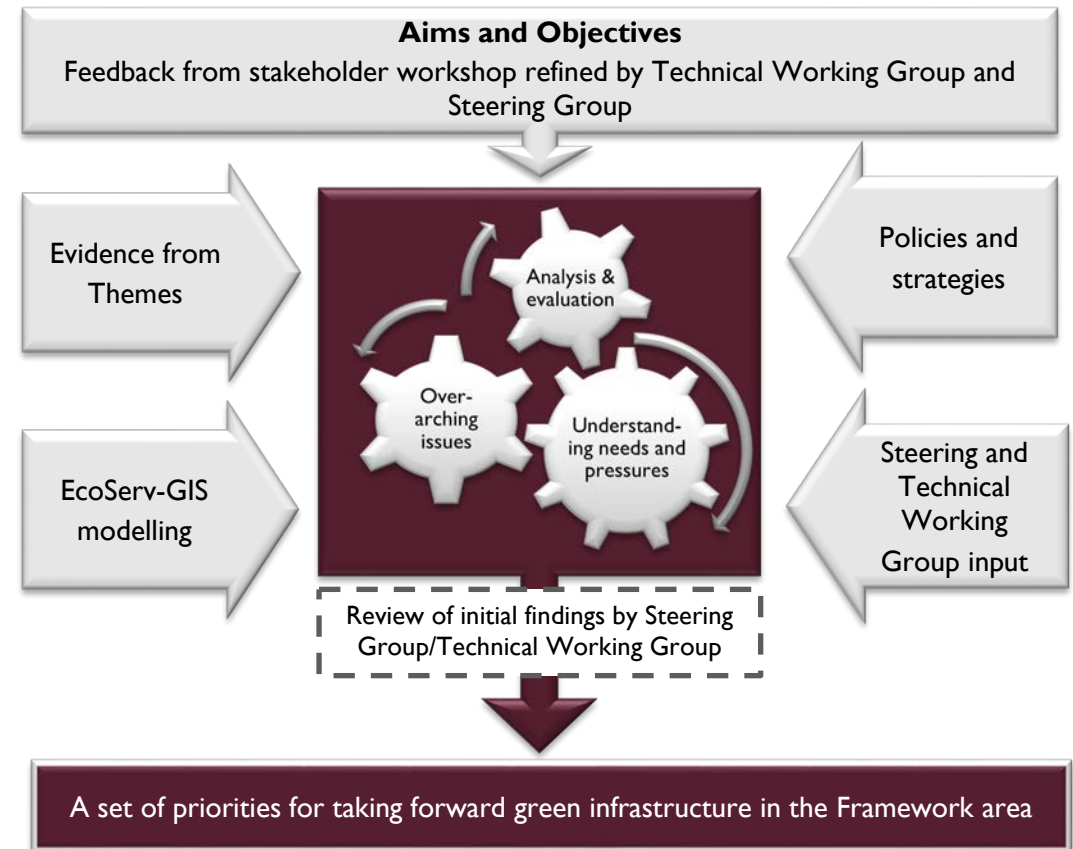 Aims and Objectives
Feedback from stakeholder workshop refined by Technical Working Group and
Steering Group
Evidence from
Themes
Policies and
strategies
Analysis &
evaluation
Over-
arching
issues
Understand-
ing needs and
pressures
EcoServ-GIS
modelling
Steering and
Technical
Working
Group input
Review of initial findings by Steering
Group/Technical Working Group
A set of priorities for taking forward green infrastructure in the Framework area